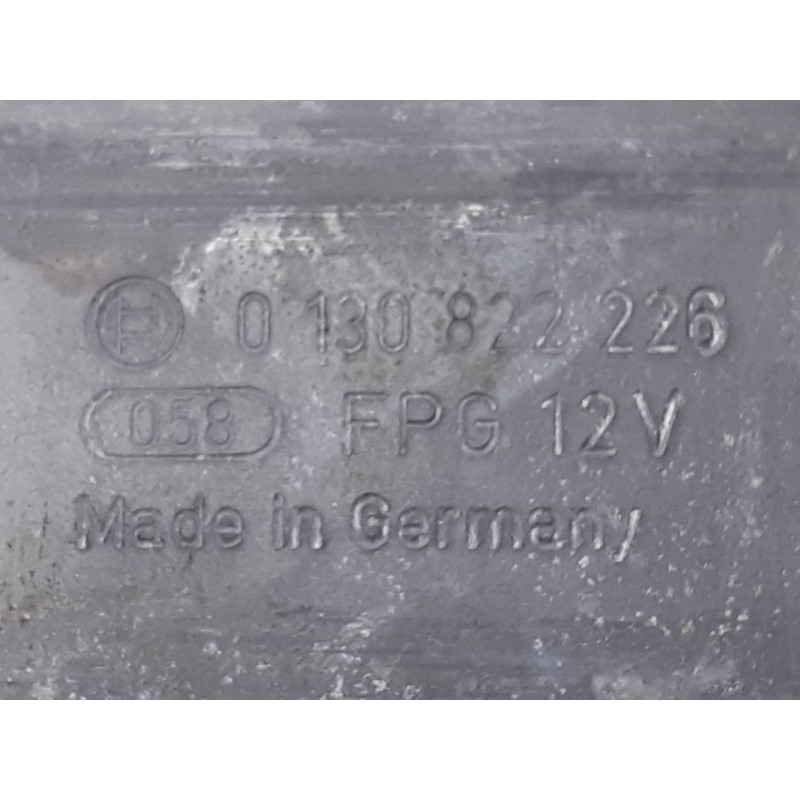 0 130 822 226
058 FPG 12V
Made in Germany